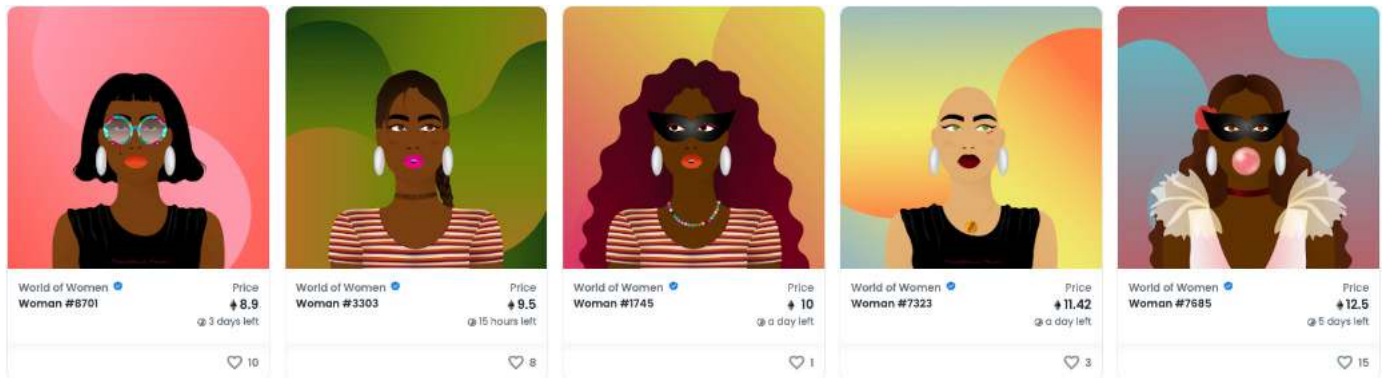 World of Women Price
Woman #8701 8.9
3 days left
10
World of Women Price
Woman #3303 9.5
15 hours left
8
World of Women Price
Woman #1745 10
a day left
1
World of Women Price
Woman #7323 11.42
a day left
3
World of Women Price
Woman #7685 12.5
5 days left
15